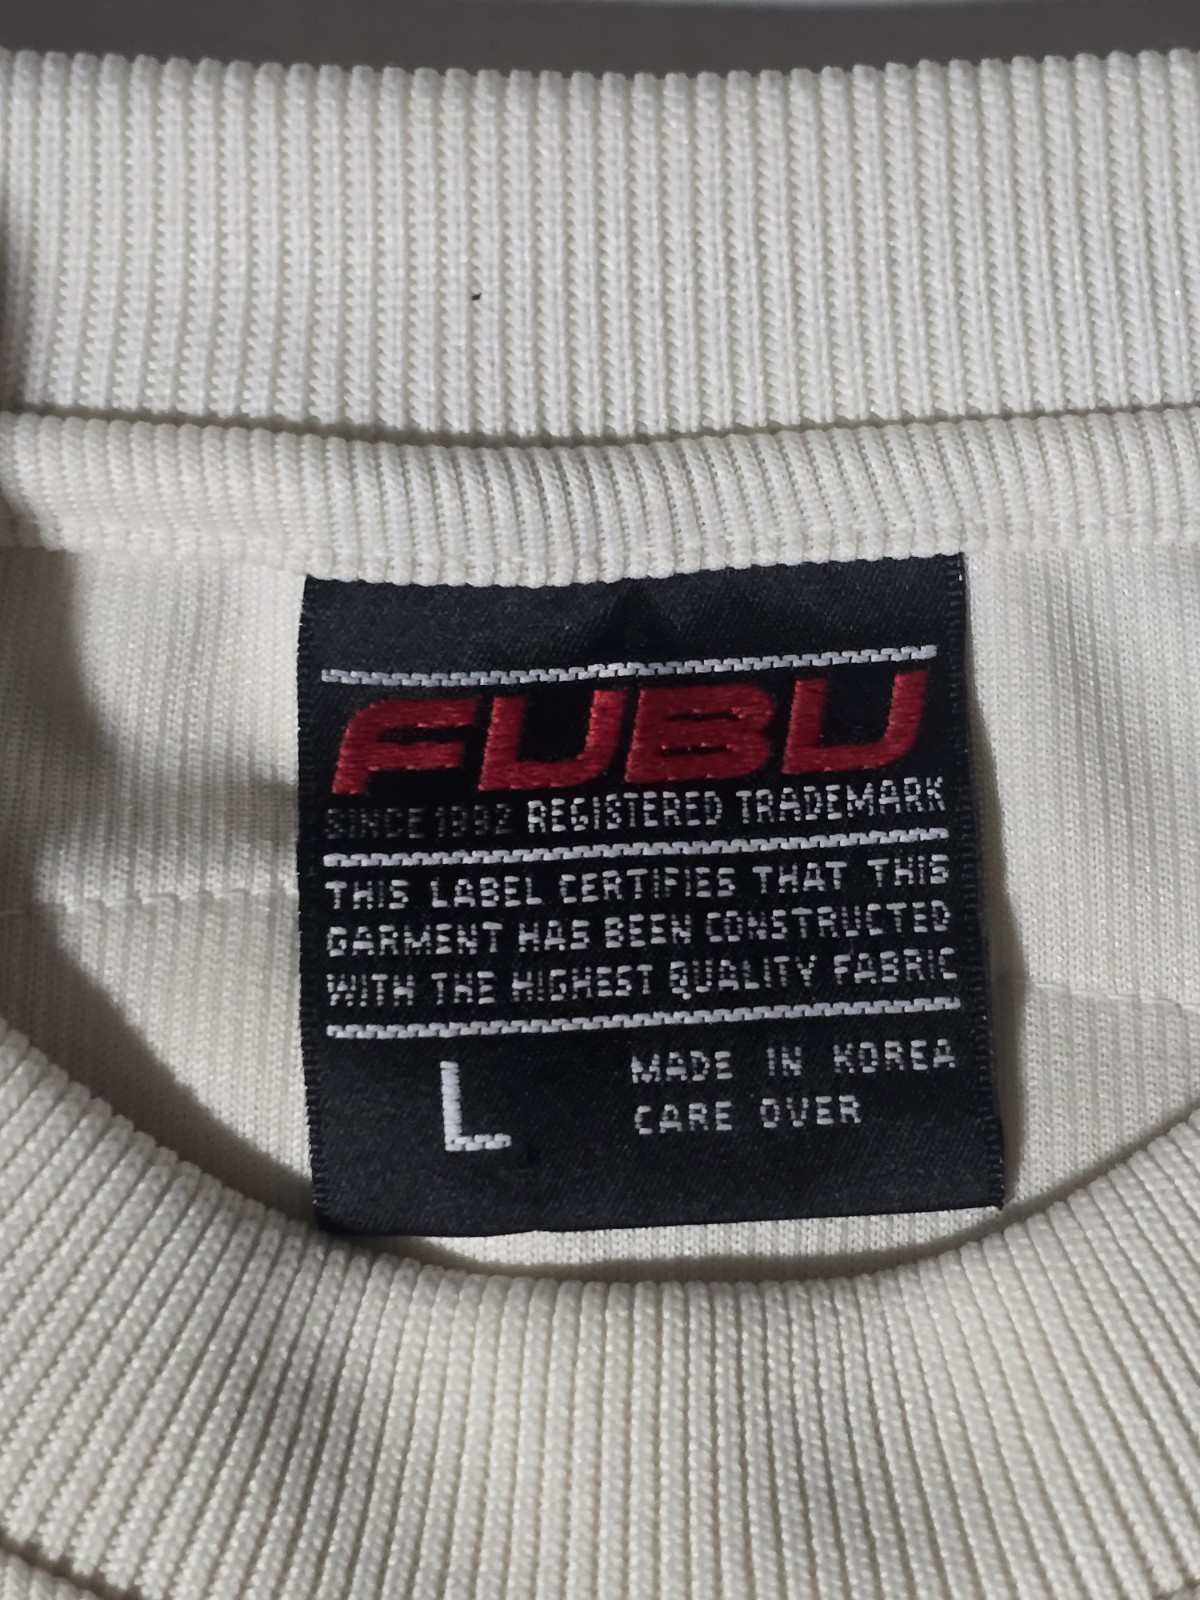 FUBU
SINCE 1992 REGISTERED TRADEMARK
THIS LABEL CERTIFIES THAT THIS
GARMENT HAS BEEN CONSTRUCTED
WITH THE HIGHEST QUALITY FABRIC
L
MADE IN KOREA
CARE OVER